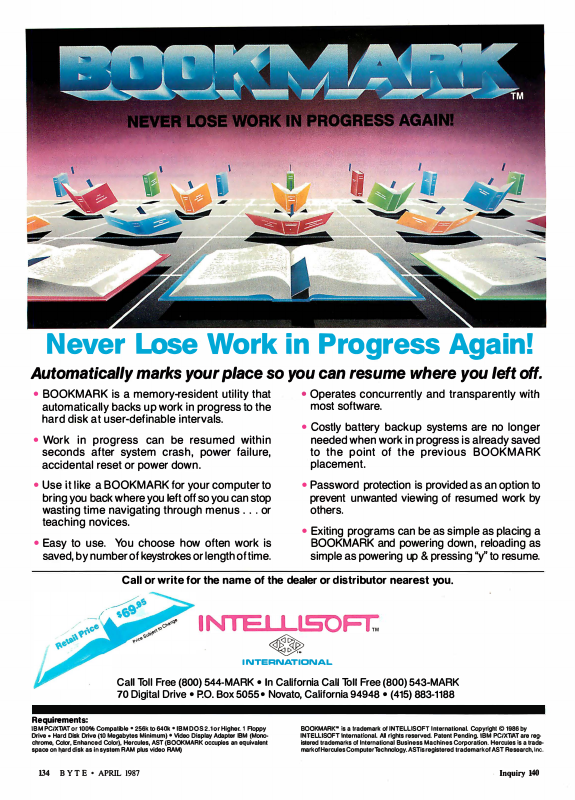 BOOKMARK
TM
NEVER LOSE WORK IN PROGRESS AGAIN!
Never Lose Work in Progress Again!
Automatically marks your place so you can resume where you left off.
• BOOKMARK is a memory-resident utility that
automatically backs up work in progress to the
hard disk at user-definable intervals.
• Work in progress can be resumed within
seconds after system crash, power failure,
accidental reset or power down.
• Use it like a BOOKMARK for your computer to
bring you back where you left off so you can stop
wasting time navigating through menus . . . or
teaching novices.
• Easy to use. You choose how often work is
saved, by number of keystrokes or length of time.
• Operates concurrently and transparently with
most software.
• Costly battery backup systems are no longer
needed when work in progress is already saved
to the point of the previous BOOKMARK
placement.
• Password protection is provided as an option to
prevent unwanted viewing of resumed work by
others.
• Exiting programs can be as simple as placing a
BOOKMARK and powering down, reloading as
simple as powering up & pressing "y" to resume.
Call or write for the name of the dealer or distributor nearest you.
Retail Price $69.95
Price Subject to Change
INTELLISOFT TM
INTERNATIONAL
Call Toll Free (800) 544-MARK • In California Call Toll Free (800) 543-MARK
70 Digital Drive • P.O. Box 5055 • Novato, California 94948 • (415) 883-1188
Requirements:
IBM PC/XT/AT or 100% Compatible • 256k to 640k • IBM DOS 2.1 or Higher. 1 Floppy
Drive • Hard Disk Drive (10 Megabytes Minimum) • Video Display Adapter IBM (Mono-
chrome, Color, Enhanced Color), Hercules, AST (BOOKMARK occupies an equivalent
space on hard disk as in system RAM plus video RAM)
BOOKMARK™ is a trademark of INTELLISOFT International. Copyright © 1986 by
INTELLISOFT International. All rights reserved. Patent Pending. IBM PC/XT/AT are reg-
istered trademarks of International Business Machines Corporation. Hercules is a trade-
mark of Hercules Computer Technology. AST is registered trademark of AST Research, Inc.
134 BYTE • APRIL 1987
Inquiry 140